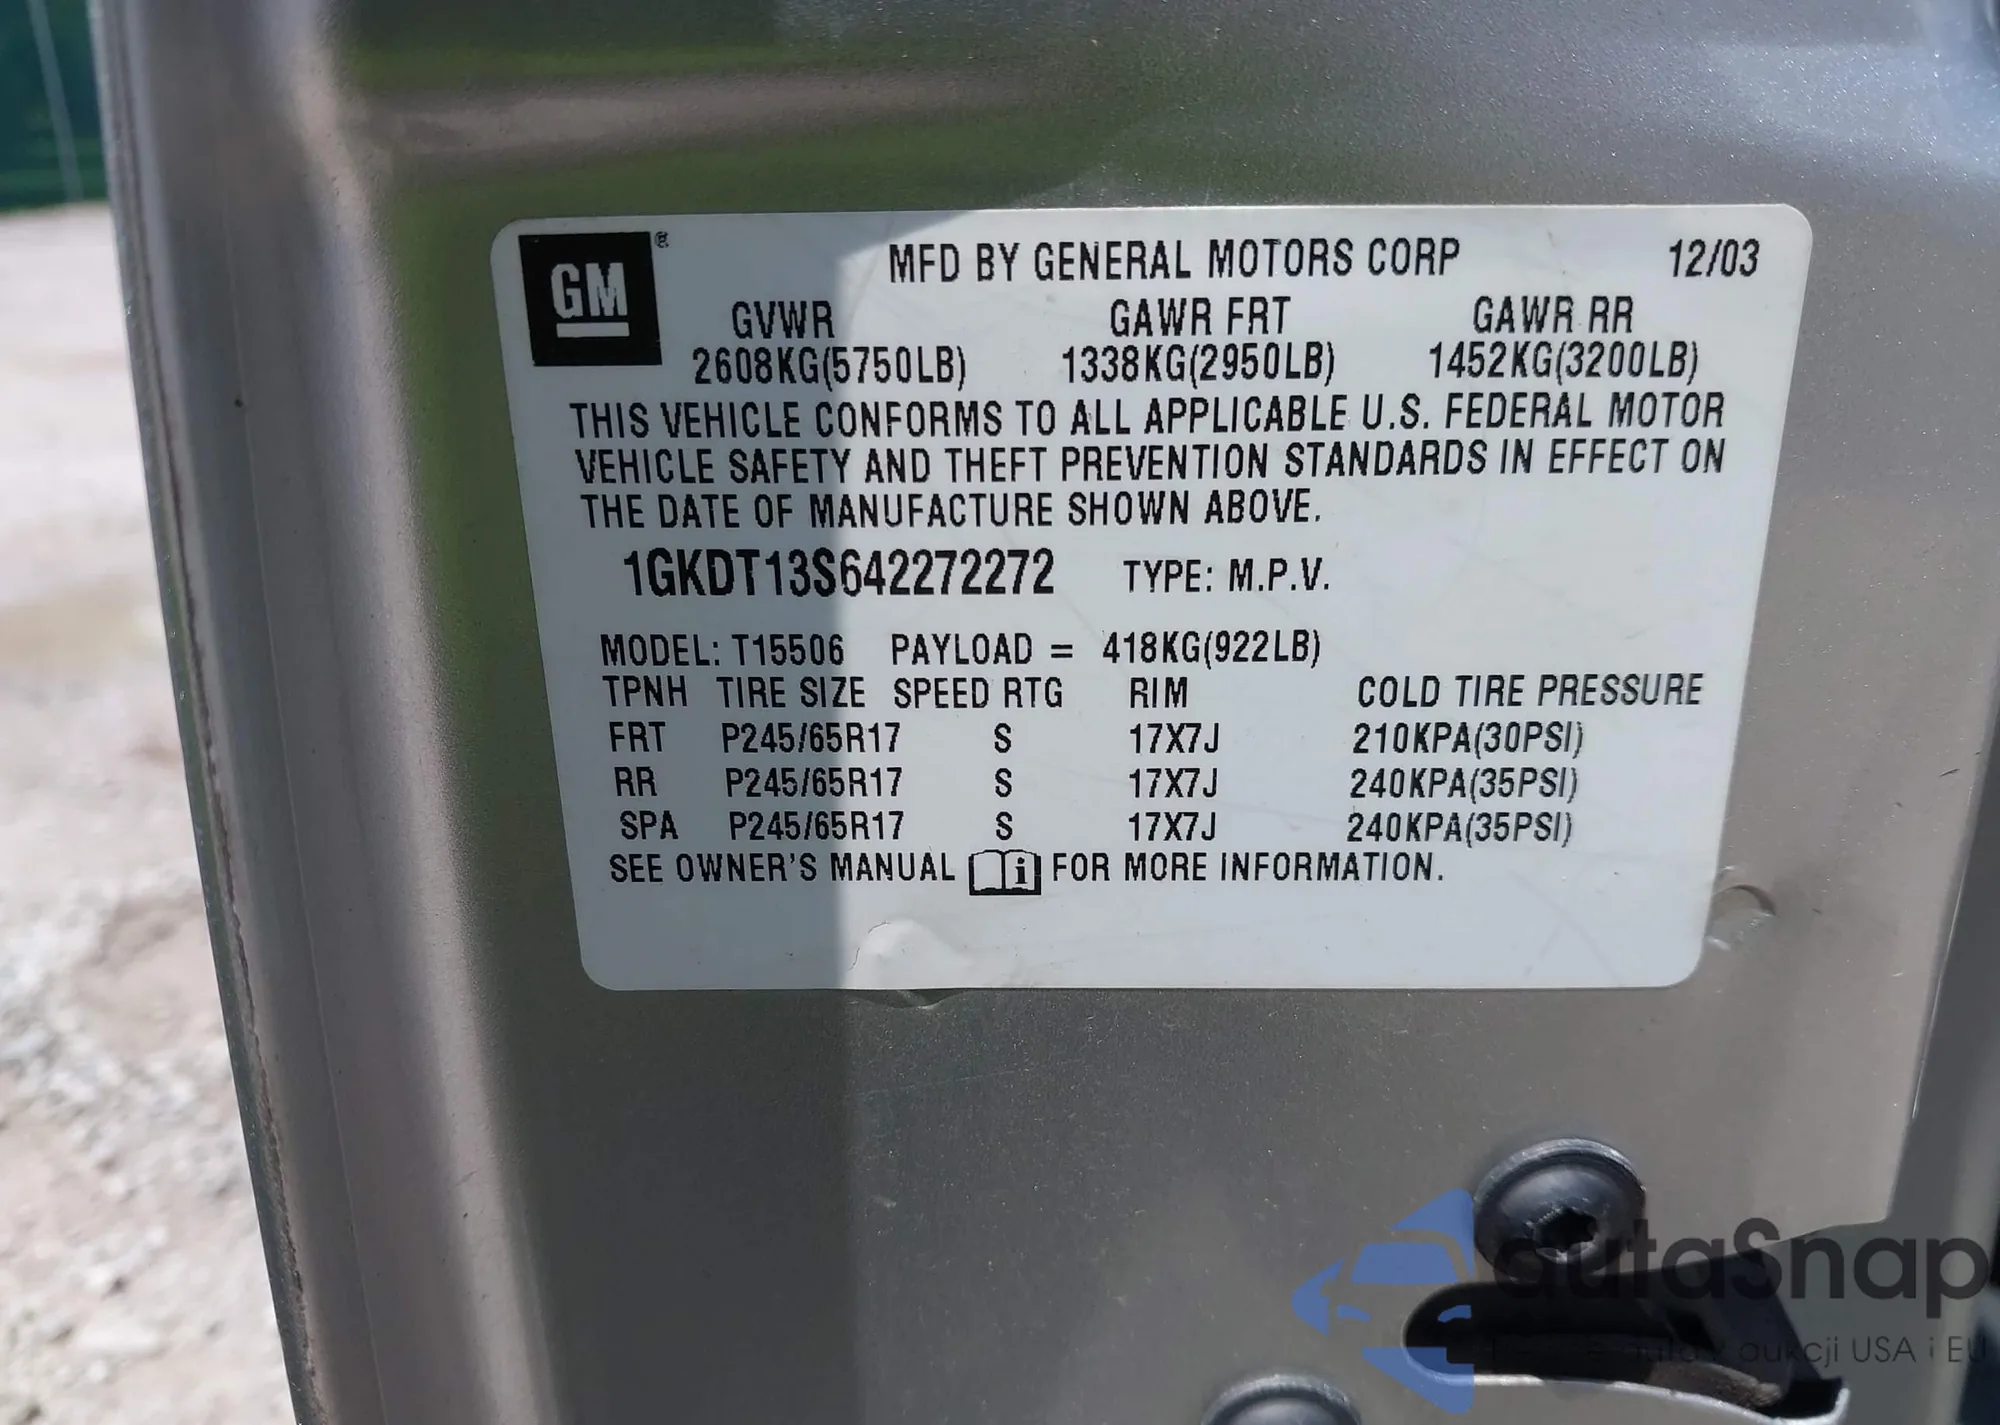 GM ® MFD BY GENERAL MOTORS CORP 12/03
GVWR GAWR FRT GAWR RR
2608KG(5750LB) 1338KG(2950LB) 1452KG(3200LB)
THIS VEHICLE CONFORMS TO ALL APPLICABLE U.S. FEDERAL MOTOR
VEHICLE SAFETY AND THEFT PREVENTION STANDARDS IN EFFECT ON
THE DATE OF MANUFACTURE SHOWN ABOVE.
1GKDT13S642272272 TYPE: M.P.V.
MODEL: T15506 PAYLOAD = 418KG(922LB)
TPNH TIRE SIZE SPEED RTG RIM COLD TIRE PRESSURE
FRT P245/65R17 S 17X7J 210KPA(30PSI)
RR P245/65R17 S 17X7J 240KPA(35PSI)
SPA P245/65R17 S 17X7J 240KPA(35PSI)
SEE OWNER'S MANUAL i FOR MORE INFORMATION.
autaSnap
aukcji USA i EU